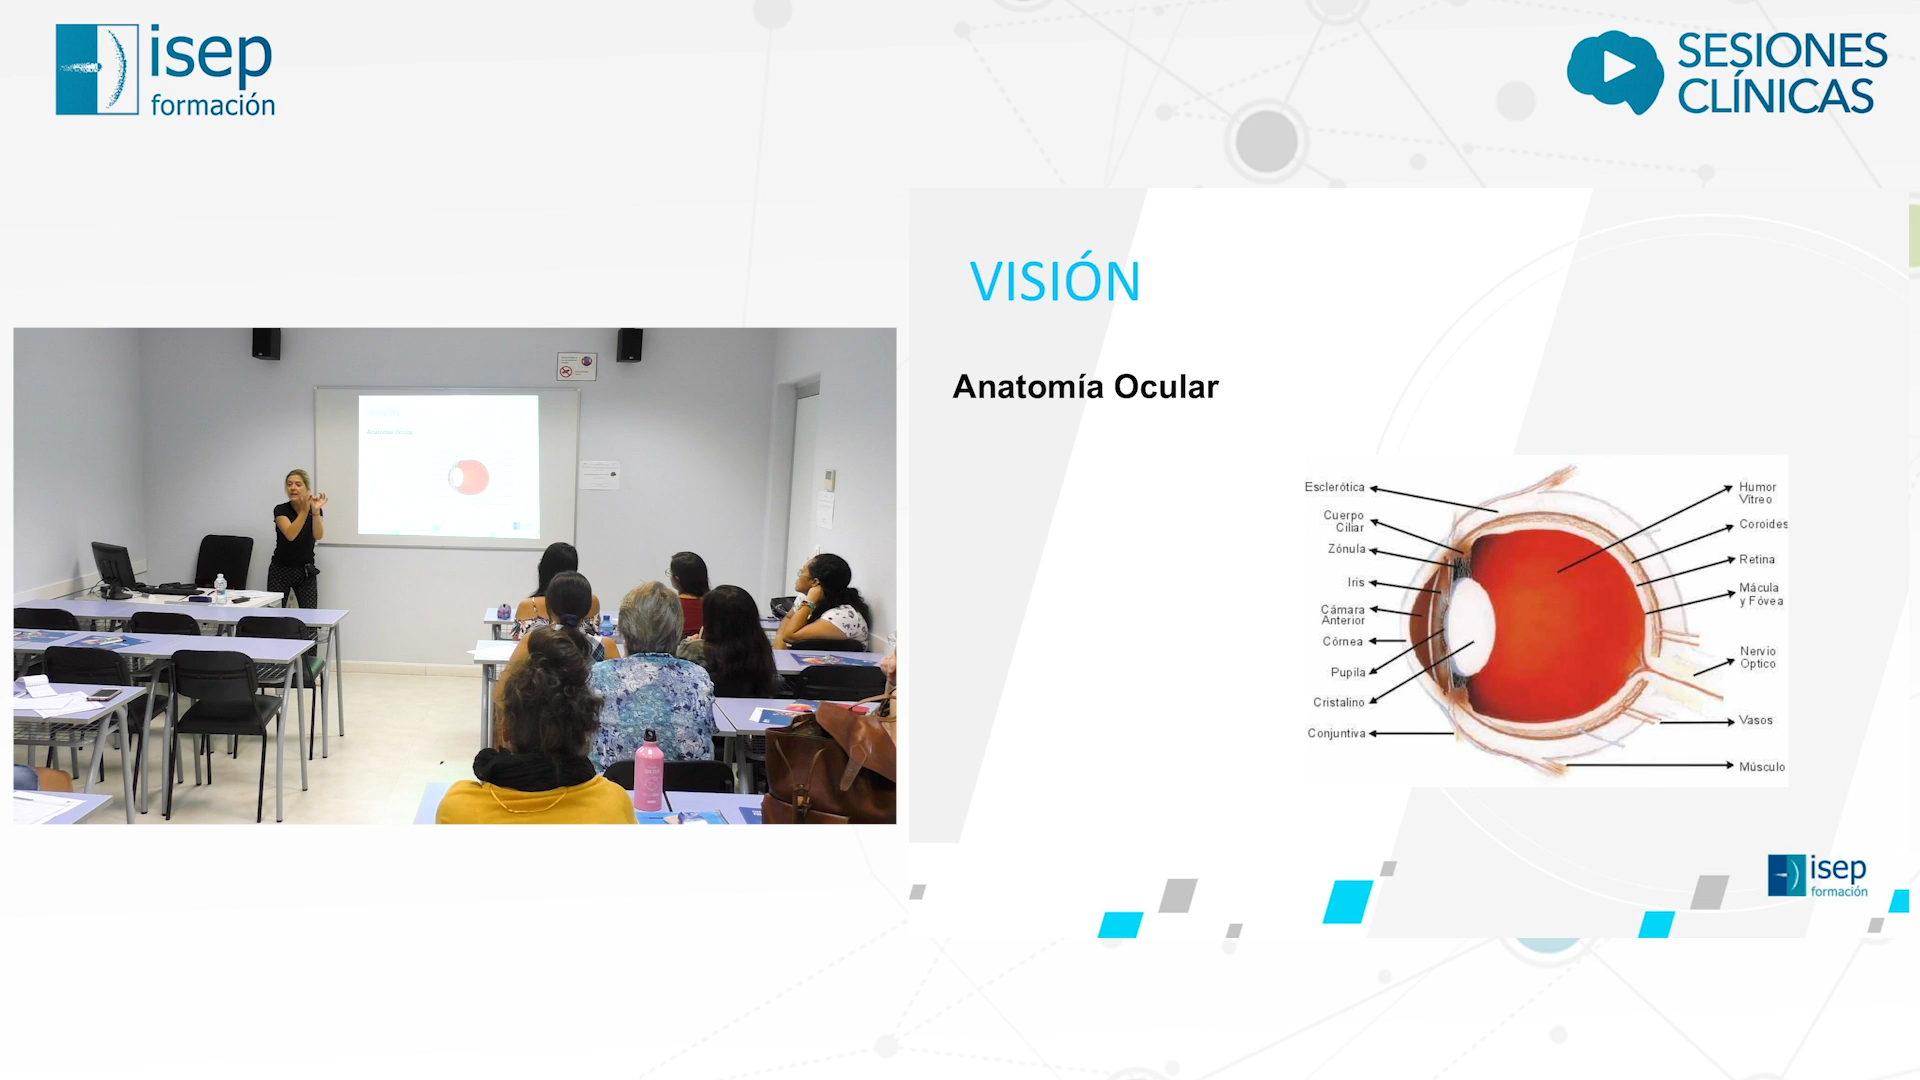 isep
formación
SESIONES
CLÍNICAS
VISIÓN
Anatomía Ocular
Esclerótica
Cuerpo
Ciliar
Zónula
Iris
Cámara
Anterior
Córnea
Pupila
Cristalino
Conjuntiva
Humor
Vítreo
Coroides
Retina
Mácula
y Fóvea
Nervio
Optico
Vasos
Músculo
isep
formación